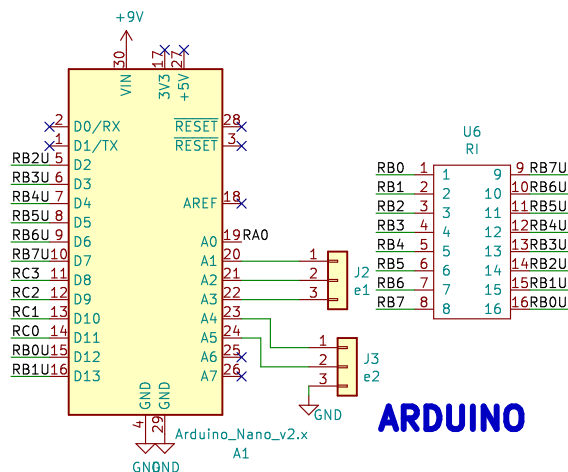 +9V
30
VIN
17
3V3
27
+5V
2
D0/RX
1
D1/TX
RB2U
5
D2
RB3U
6
D3
RB4U
7
D4
RB5U
8
D5
RB6U
9
D6
RB7U
10
D7
RC3
11
D8
RC2
12
D9
RC1
13
D10
RC0
14
D11
RB0U
15
D12
RB1U
16
D13
RESET
28
RESET
3
AREF
18
A0
19
RA0
A1
20
A2
21
A3
22
A4
23
A5
24
A6
25
A7
26
GND
4
GND
29
GND
GND
Arduino_Nano_v2.x
A1
1
2
3
J2
e1
1
2
3
J3
e2
GND
U6
RI
RB0 1 1 9 9 RB7U
RB1 2 2 10 10 RB6U
RB2 3 3 11 11 RB5U
RB3 4 4 12 12 RB4U
RB4 5 5 13 13 RB3U
RB5 6 6 14 14 RB2U
RB6 7 7 15 15 RB1U
RB7 8 8 16 16 RB0U
ARDUINO